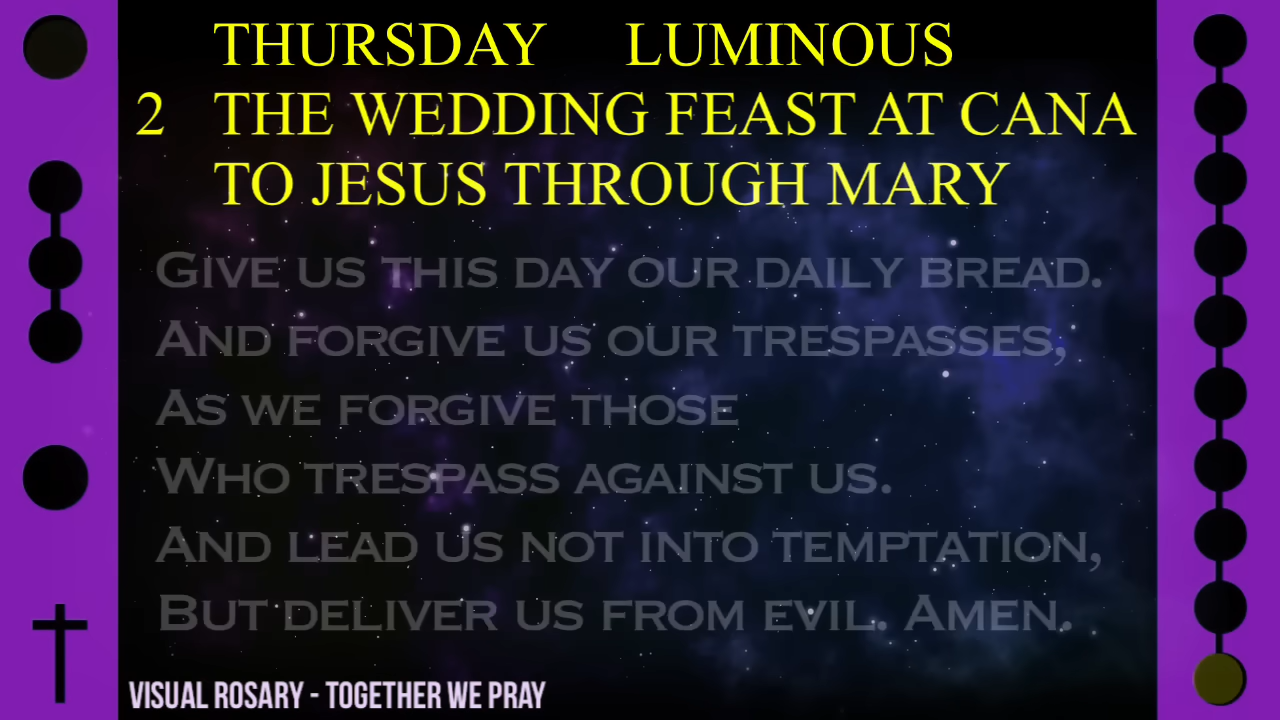 THURSDAY LUMINOUS
2 THE WEDDING FEAST AT CANA
TO JESUS THROUGH MARY
GIVE US THIS DAY OUR DAILY BREAD.
AND FORGIVE US OUR TRESPASSES,
AS WE FORGIVE THOSE
WHO TRESPASS AGAINST US.
AND LEAD US NOT INTO TEMPTATION,
BUT DELIVER US FROM EVIL. AMEN.
VISUAL ROSARY - TOGETHER WE PRAY